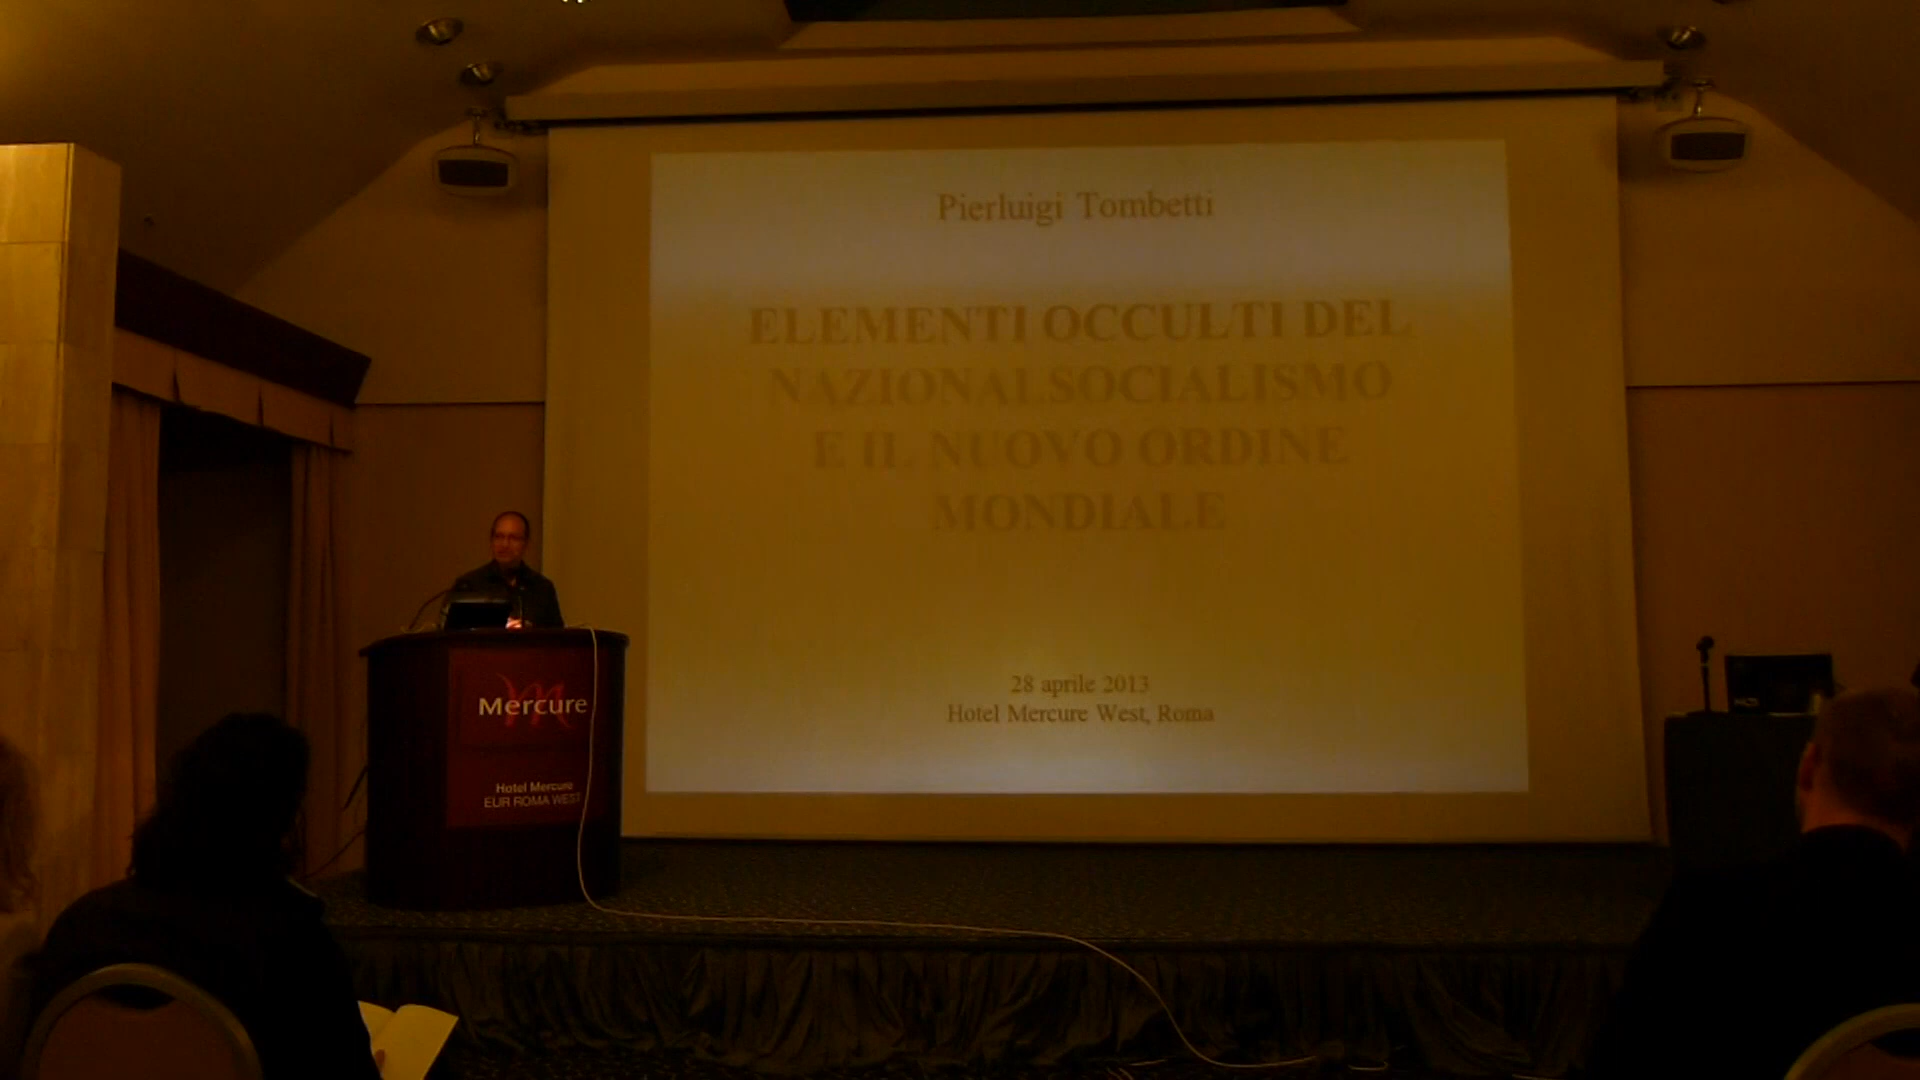 Pierluigi Tombetti
ELEMENTI OCCULTI DEL
NAZIONALSOCIALISMO
E IL NUOVO ORDINE
MONDIALE
28 aprile 2013
Hotel Mercure West, Roma
Mercure
Hotel Mercure
EUR ROMA WEST